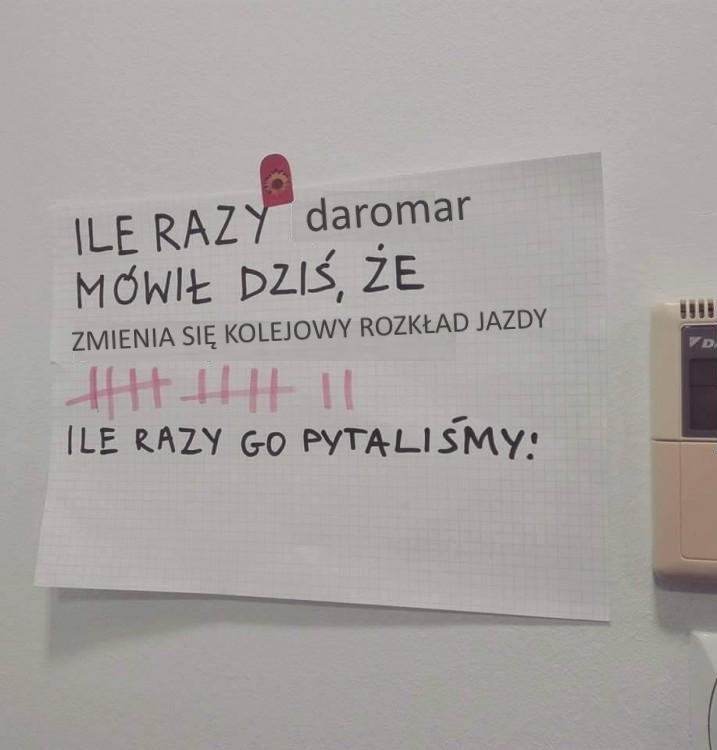 ILE RAZY daromar
MÓWIŁ DZIŚ, ŻE
ZMIENIA SIĘ KOLEJOWY ROZKŁAD JAZDY
ILE RAZY GO PYTALIŚMY: